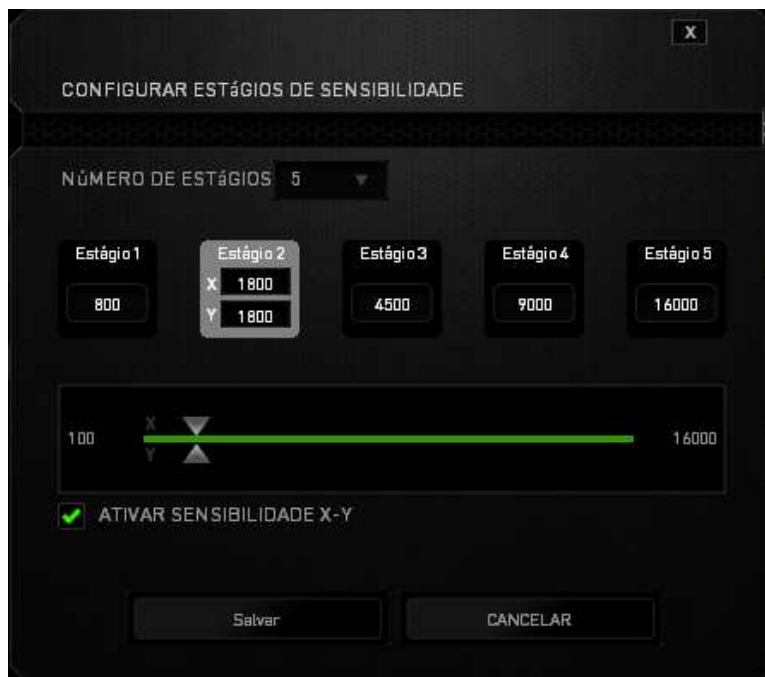 X
CONFIGURAR ESTáGIOS DE SENSIBILIDADE
NúMERO DE ESTáGIOS 5
Estágio 1 Estágio 2 Estágio 3 Estágio 4 Estágio 5
X 1800
800 4500 9000 16000
Y 1800
X
100 16000
Y
ATIVAR SENSIBILIDADE X-Y
Salvar CANCELAR